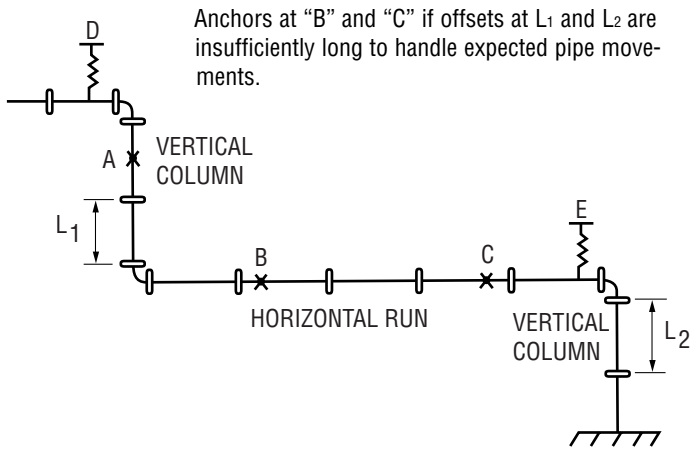 Anchors at “B” and “C” if offsets at L1 and L2 are
insufficiently long to handle expected pipe move-
ments.
D
A
VERTICAL
COLUMN
L1
B
C
E
HORIZONTAL RUN
VERTICAL
COLUMN
L2